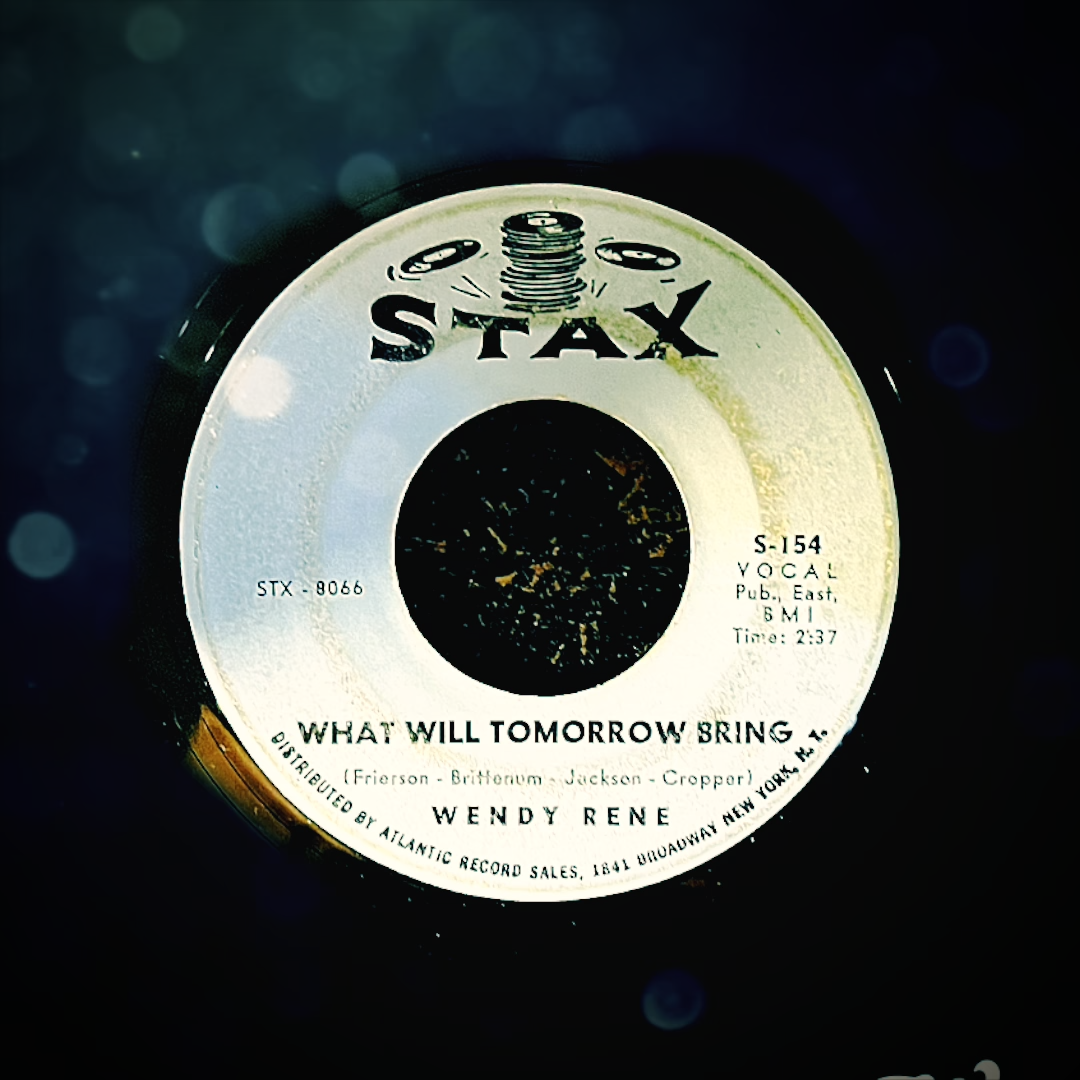 STAX
STX - 8066
S-154
VOCAL
Pub., East,
BMI
Time: 2:37
WHAT WILL TOMORROW BRING
(Frierson - Brittenum - Jackson - Cropper)
WENDY RENE
DISTRIBUTED BY ATLANTIC RECORD SALES, 1841 BROADWAY NEW YORK, N. Y.